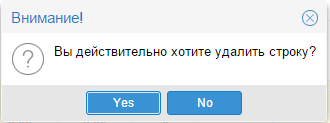 Внимание!
Вы действительно хотите удалить строку?
Yes No